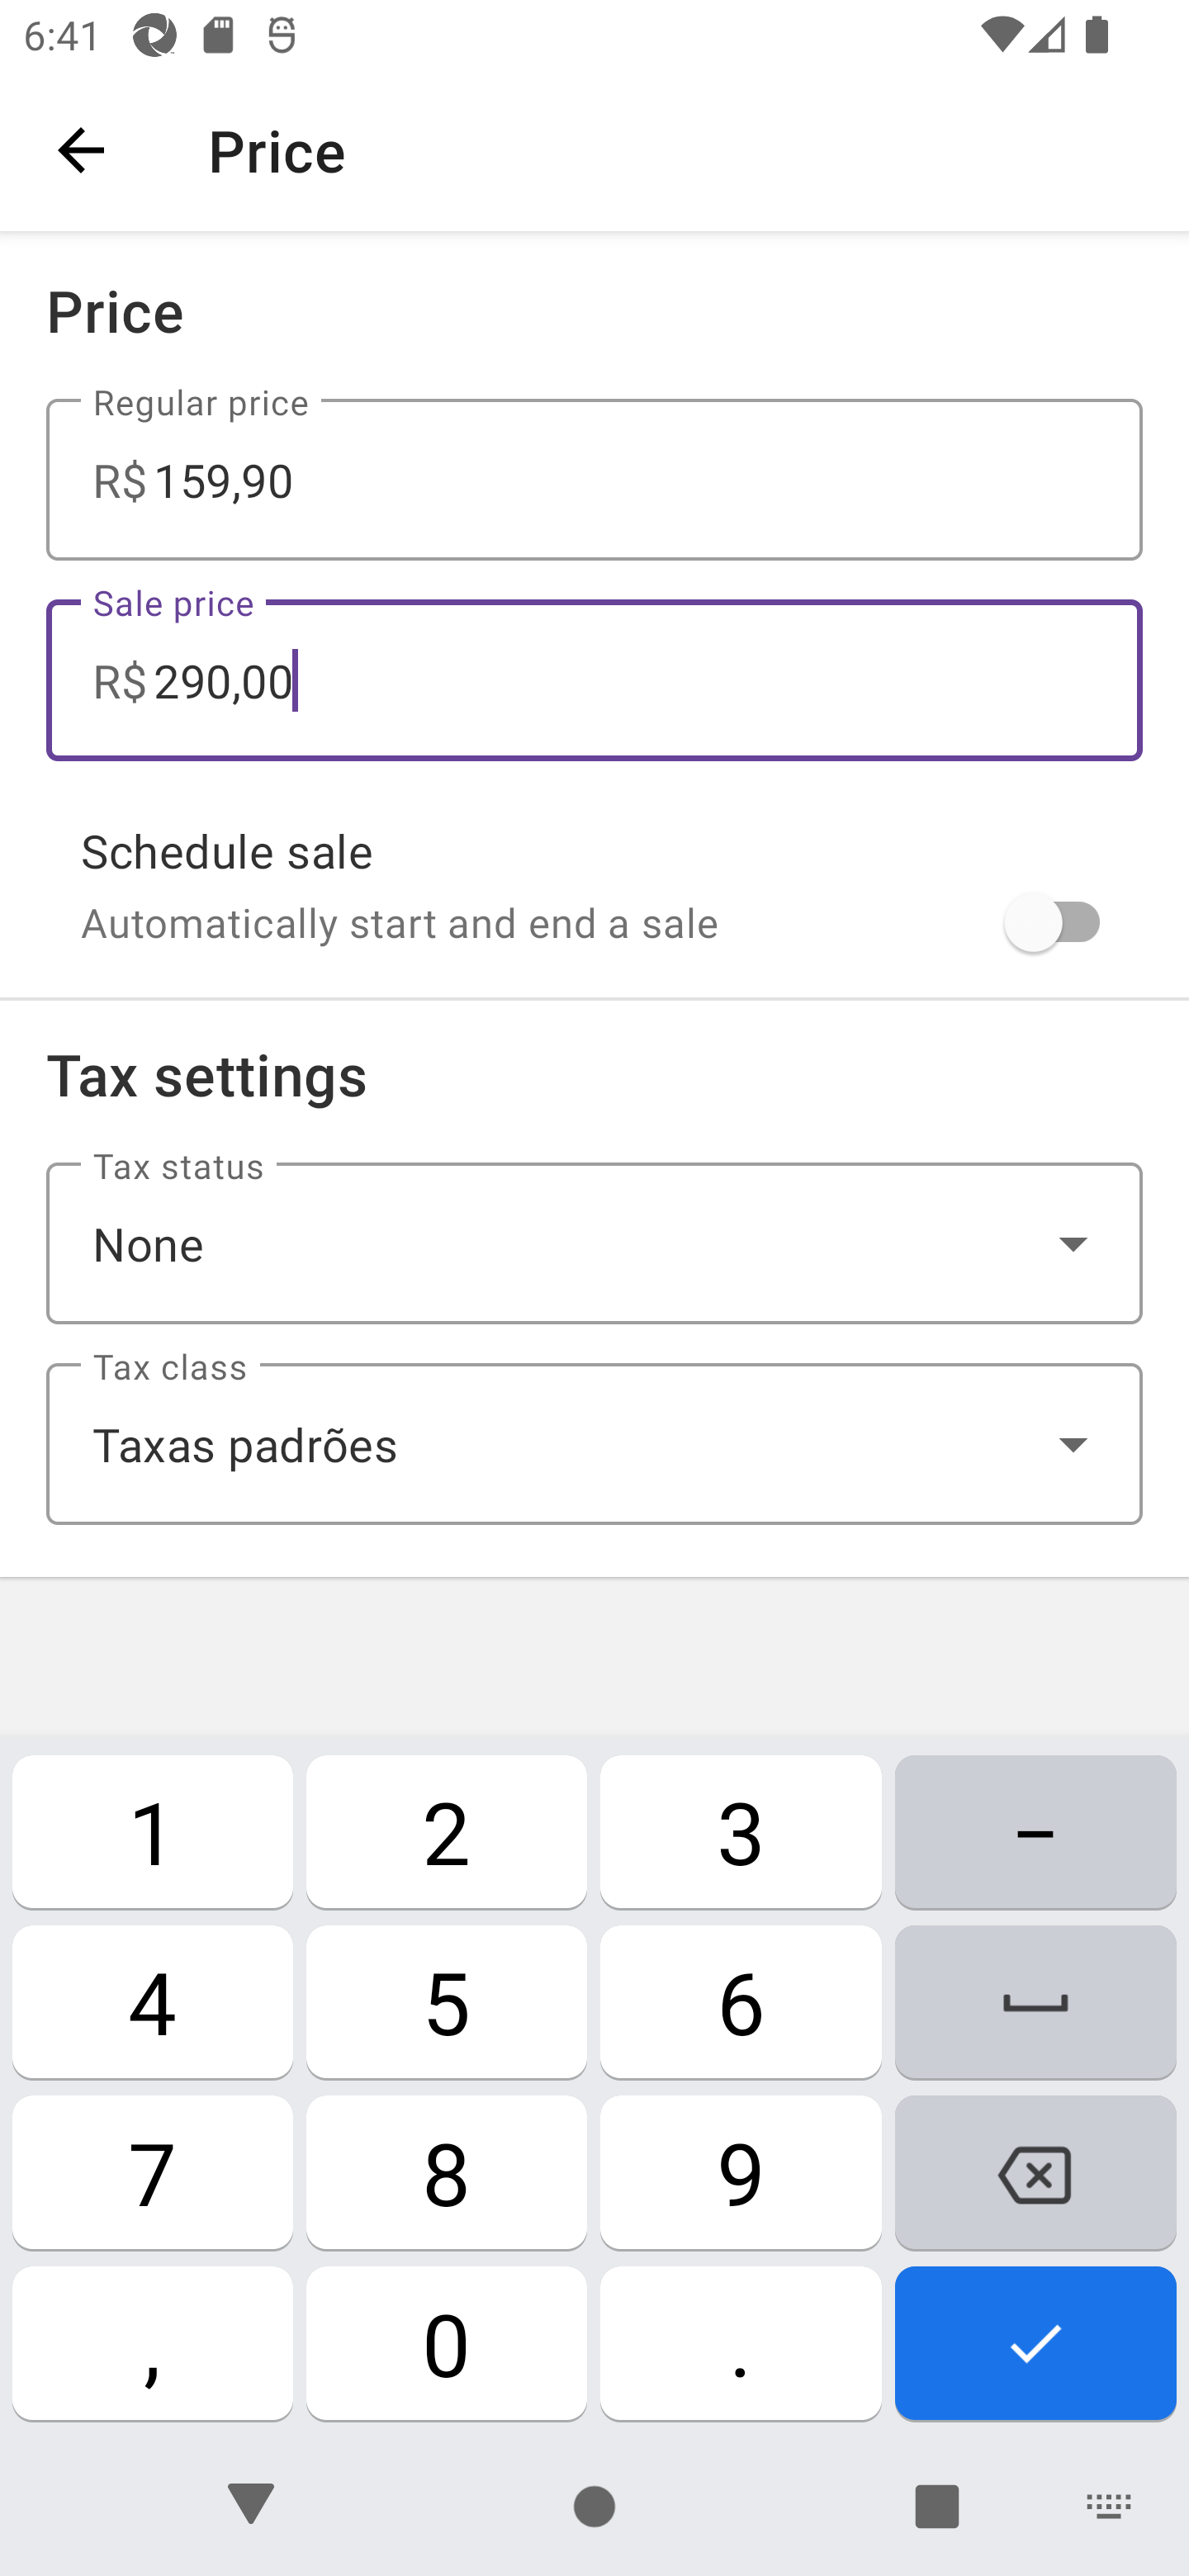 6:41
Price
Price
Regular price
R$ 159,90
Sale price
R$ 290,00
Schedule sale
Automatically start and end a sale
Tax settings
Tax status
None
Tax class
Taxas padrões
1 2 3 –
4 5 6
7 8 9
, 0 .